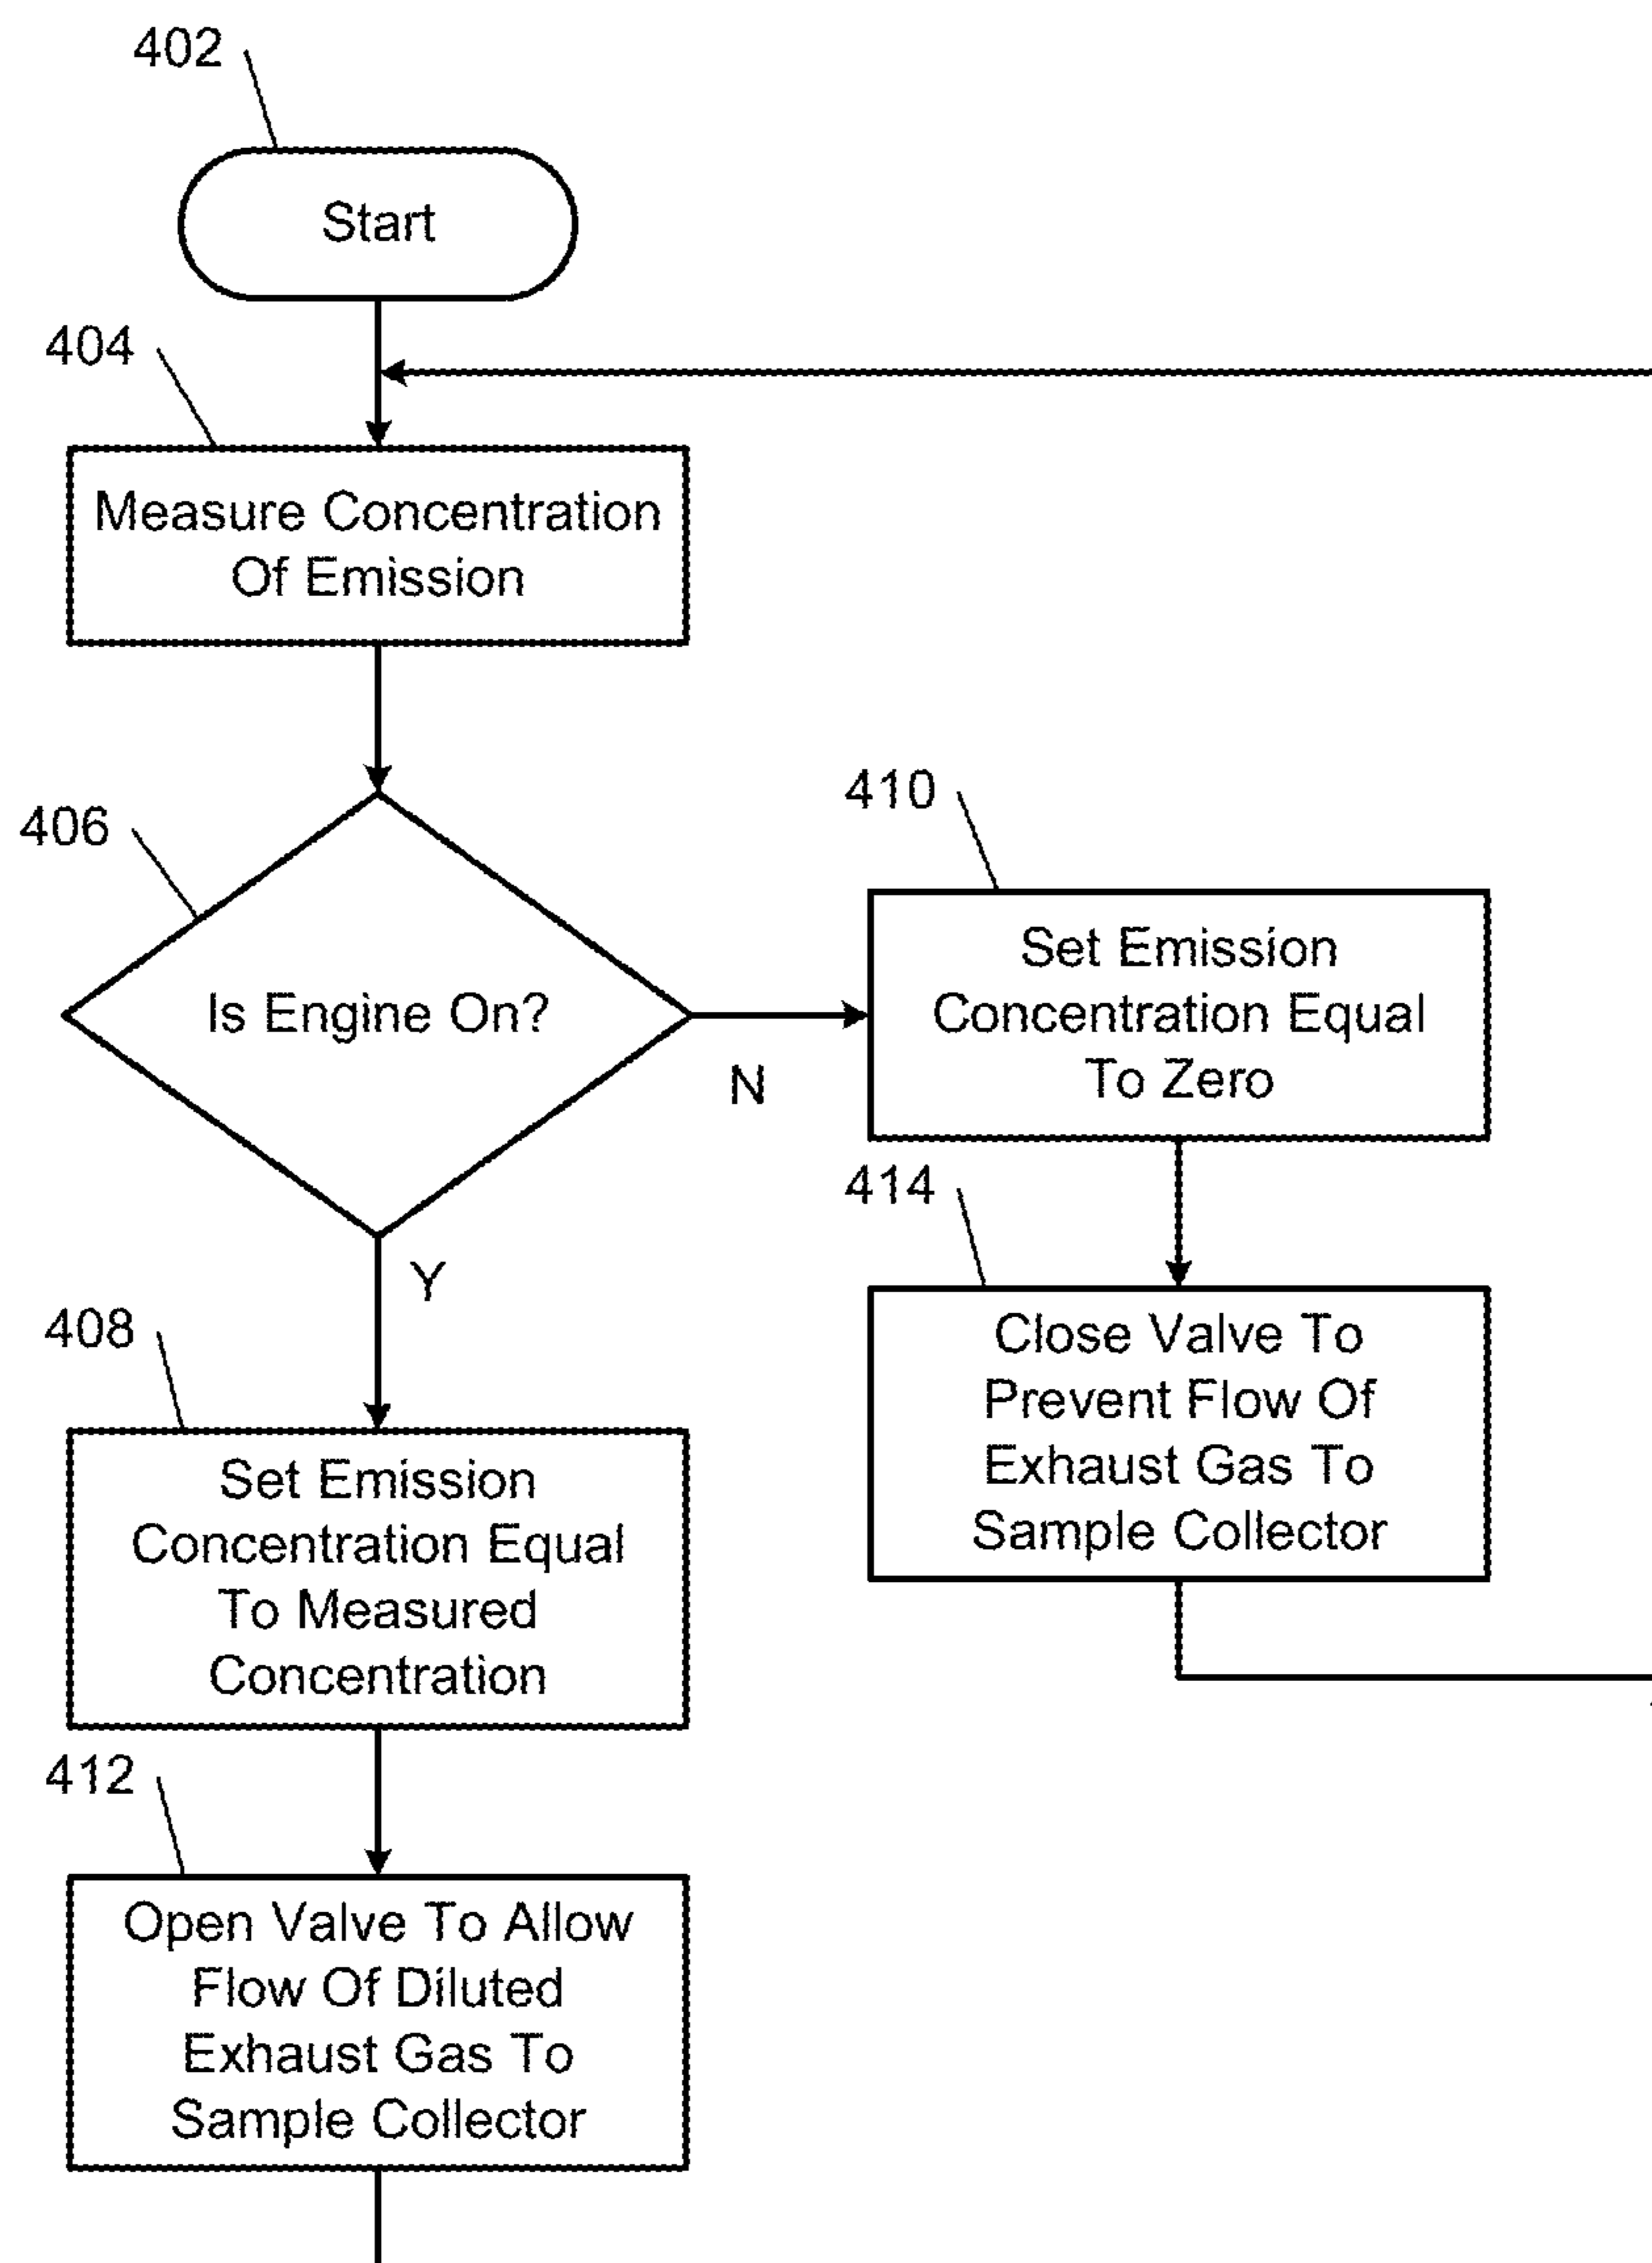 402
Start
404
Measure Concentration
Of Emission
406
Is Engine On?
N
Y
410
Set Emission
Concentration Equal
To Zero
414
Close Valve To
Prevent Flow Of
Exhaust Gas To
Sample Collector
408
Set Emission
Concentration Equal
To Measured
Concentration
412
Open Valve To Allow
Flow Of Diluted
Exhaust Gas To
Sample Collector